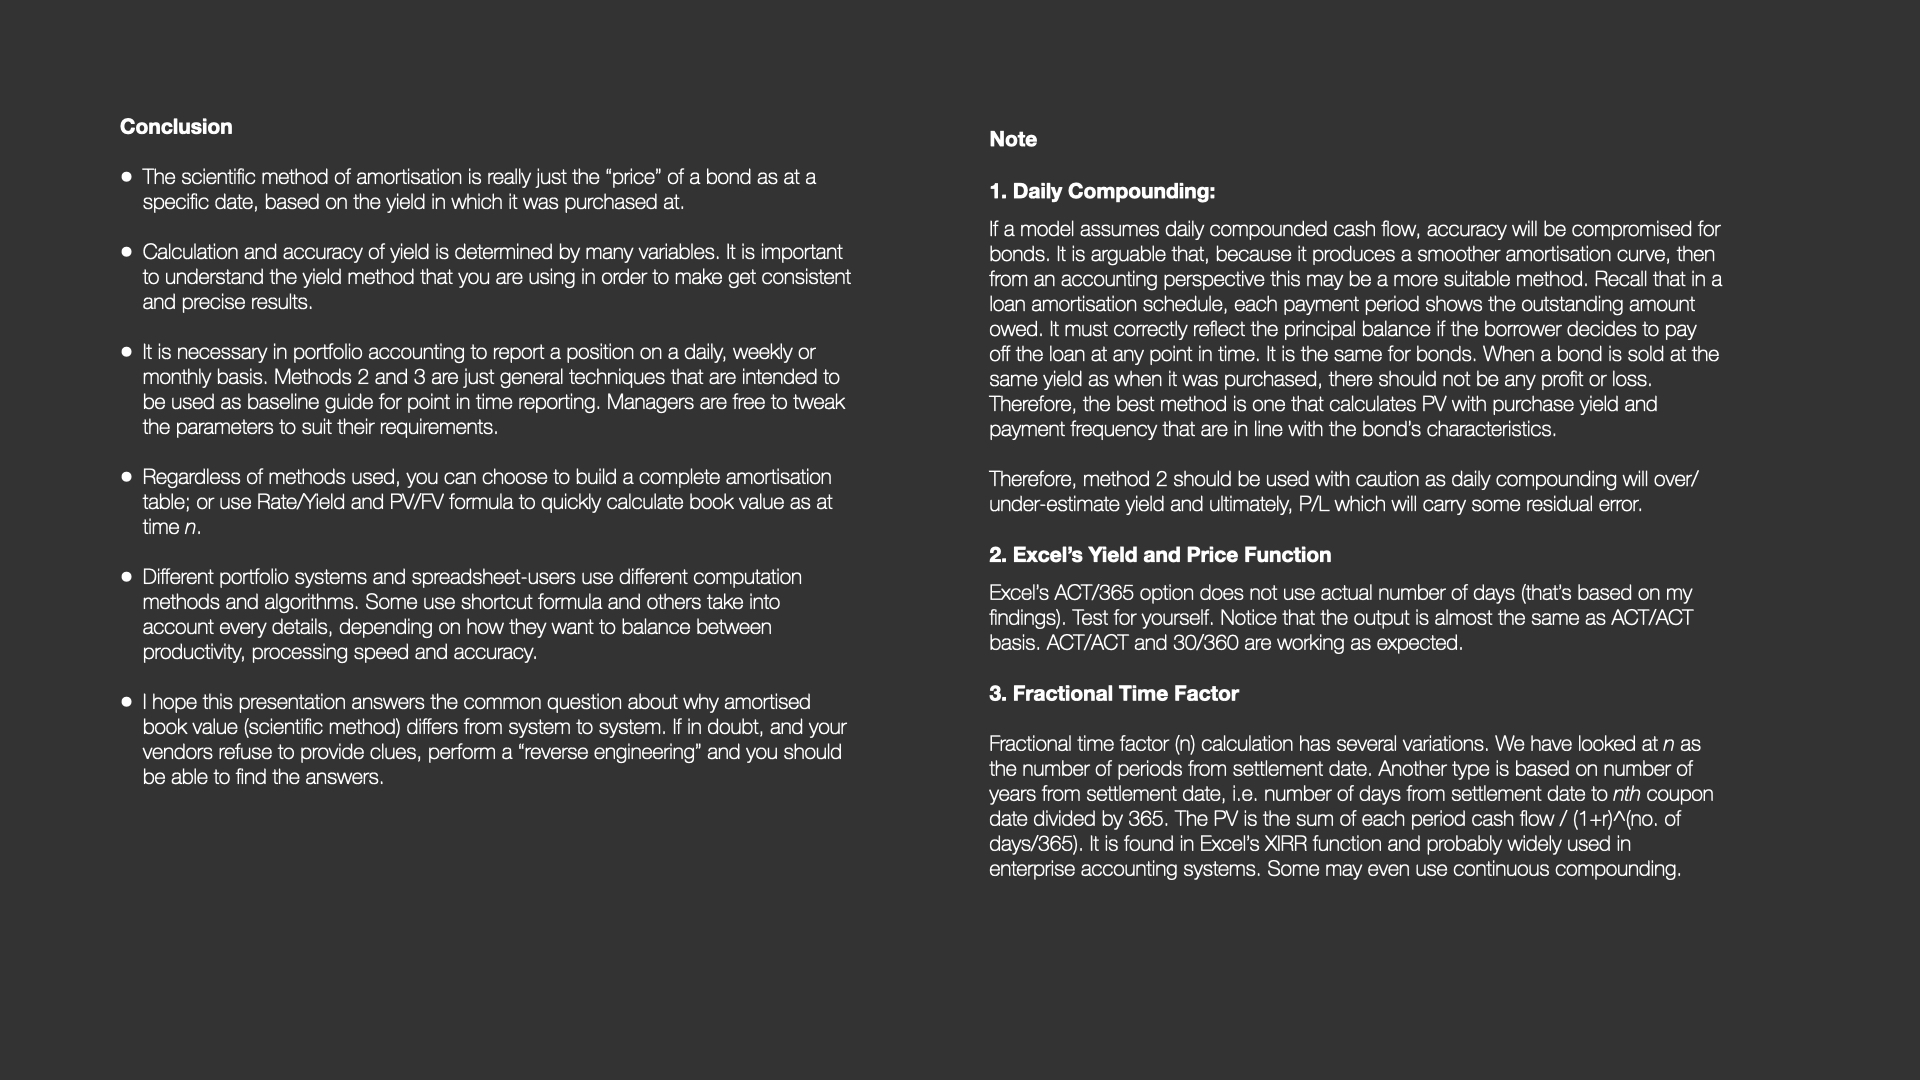 Conclusion
● The scientific method of amortisation is really just the “price” of a bond as at a
specific date, based on the yield in which it was purchased at.
● Calculation and accuracy of yield is determined by many variables. It is important
to understand the yield method that you are using in order to make get consistent
and precise results.
● It is necessary in portfolio accounting to report a position on a daily, weekly or
monthly basis. Methods 2 and 3 are just general techniques that are intended to
be used as baseline guide for point in time reporting. Managers are free to tweak
the parameters to suit their requirements.
● Regardless of methods used, you can choose to build a complete amortisation
table; or use Rate/Yield and PV/FV formula to quickly calculate book value as at
time n.
● Different portfolio systems and spreadsheet-users use different computation
methods and algorithms. Some use shortcut formula and others take into
account every details, depending on how they want to balance between
productivity, processing speed and accuracy.
● I hope this presentation answers the common question about why amortised
book value (scientific method) differs from system to system. If in doubt, and your
vendors refuse to provide clues, perform a “reverse engineering” and you should
be able to find the answers.
Note
1. Daily Compounding:
If a model assumes daily compounded cash flow, accuracy will be compromised for
bonds. It is arguable that, because it produces a smoother amortisation curve, then
from an accounting perspective this may be a more suitable method. Recall that in a
loan amortisation schedule, each payment period shows the outstanding amount
owed. It must correctly reflect the principal balance if the borrower decides to pay
off the loan at any point in time. It is the same for bonds. When a bond is sold at the
same yield as when it was purchased, there should not be any profit or loss.
Therefore, the best method is one that calculates PV with purchase yield and
payment frequency that are in line with the bond’s characteristics.
Therefore, method 2 should be used with caution as daily compounding will over/
under-estimate yield and ultimately, P/L which will carry some residual error.
2. Excel’s Yield and Price Function
Excel’s ACT/365 option does not use actual number of days (that’s based on my
findings). Test for yourself. Notice that the output is almost the same as ACT/ACT
basis. ACT/ACT and 30/360 are working as expected.
3. Fractional Time Factor
Fractional time factor (n) calculation has several variations. We have looked at n as
the number of periods from settlement date. Another type is based on number of
years from settlement date, i.e. number of days from settlement date to nth coupon
date divided by 365. The PV is the sum of each period cash flow / (1+r)^(no. of
days/365). It is found in Excel’s XIRR function and probably widely used in
enterprise accounting systems. Some may even use continuous compounding.